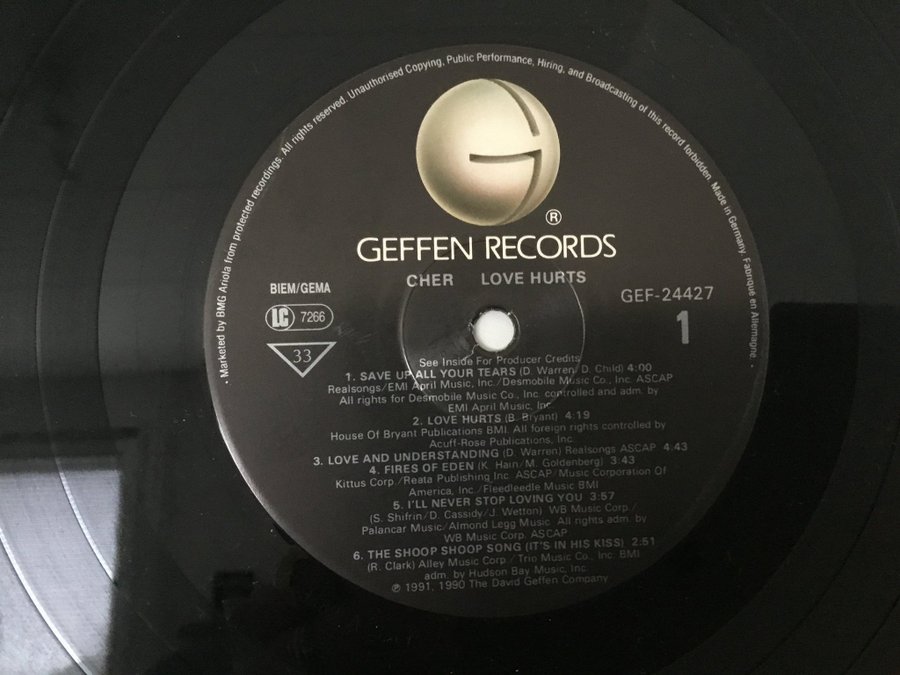 · Marketed by BMG Ariola from protected recordings. All rights reserved. Unauthorised Copying, Public Performance, Hiring, and Broadcasting of this record forbidden. Made in Germany. Fabriqué en Allemagne.
®
GEFFEN RECORDS
CHER LOVE HURTS
BIEM/GEMA
GEF-24427
LC 7266
1
33
See Inside For Producer Credits
1. SAVE UP ALL YOUR TEARS (D. Warren/D. Child) 4:00
Realsongs/EMI April Music, Inc./Desmobile Music Co., Inc. ASCAP
All rights for Desmobile Music Co., Inc. controlled and adm. by
EMI April Music, Inc.
2. LOVE HURTS (B. Bryant) 4:19
House Of Bryant Publications BMI. All foreign rights controlled by
Acuff-Rose Publications, Inc.
3. LOVE AND UNDERSTANDING (D. Warren) Realsongs ASCAP 4:43
4. FIRES OF EDEN (K. Hain/M. Goldenberg) 3:43
Kittus Corp./Reata Publishing Inc. ASCAP/Music Corporation Of
America, Inc./Fleedleedle Music BMI
5. I'LL NEVER STOP LOVING YOU 3:57
(S. Shifrin/D. Cassidy/J. Wetton) WB Music Corp./
Palancar Music/Almond Legg Music All rights adm. by
WB Music Corp. ASCAP
6. THE SHOOP SHOOP SONG (IT'S IN HIS KISS) 2:51
(R. Clark) Alley Music Corp./Trio Music Co., Inc. BMI
adm. by Hudson Bay Music, Inc.
℗ 1991, 1990 The David Geffen Company